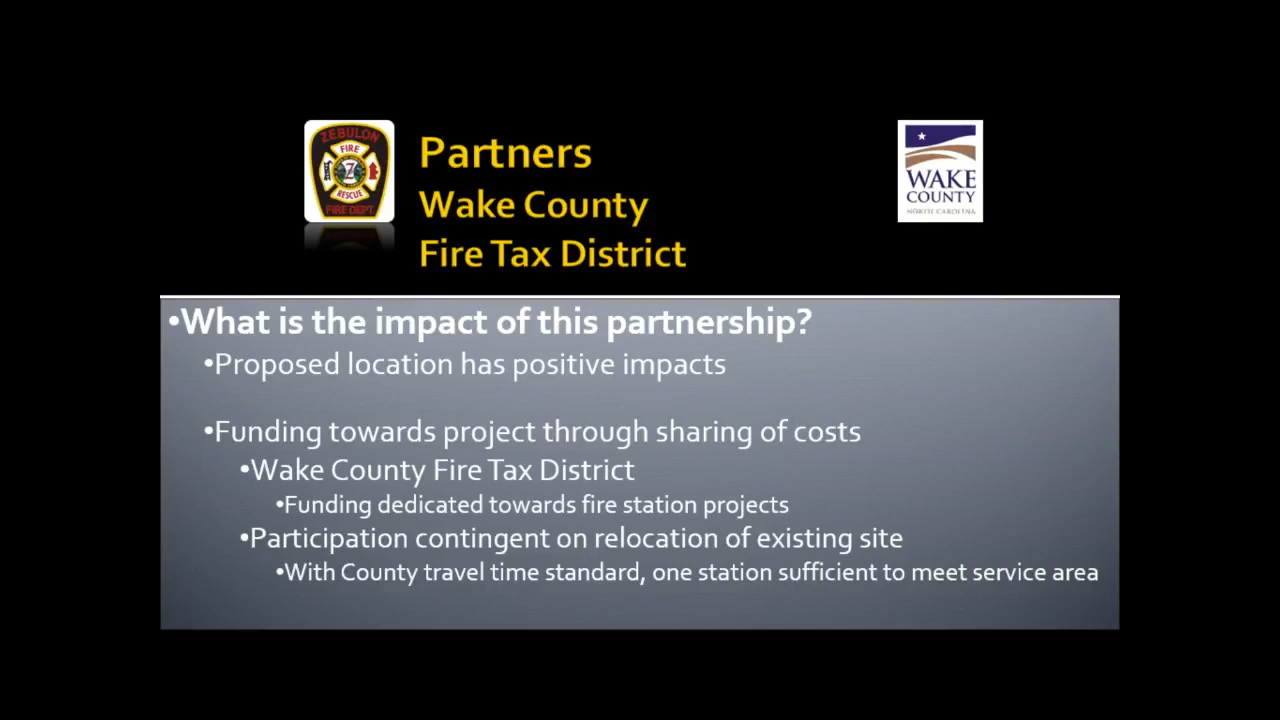 ZEBULON
FIRE
Z
RESCUE
FIRE DEPT.
Partners
Wake County
Fire Tax District
WAKE
COUNTY
NORTH CAROLINA
•What is the impact of this partnership?
•Proposed location has positive impacts
•Funding towards project through sharing of costs
•Wake County Fire Tax District
•Funding dedicated towards fire station projects
•Participation contingent on relocation of existing site
•With County travel time standard, one station sufficient to meet service area